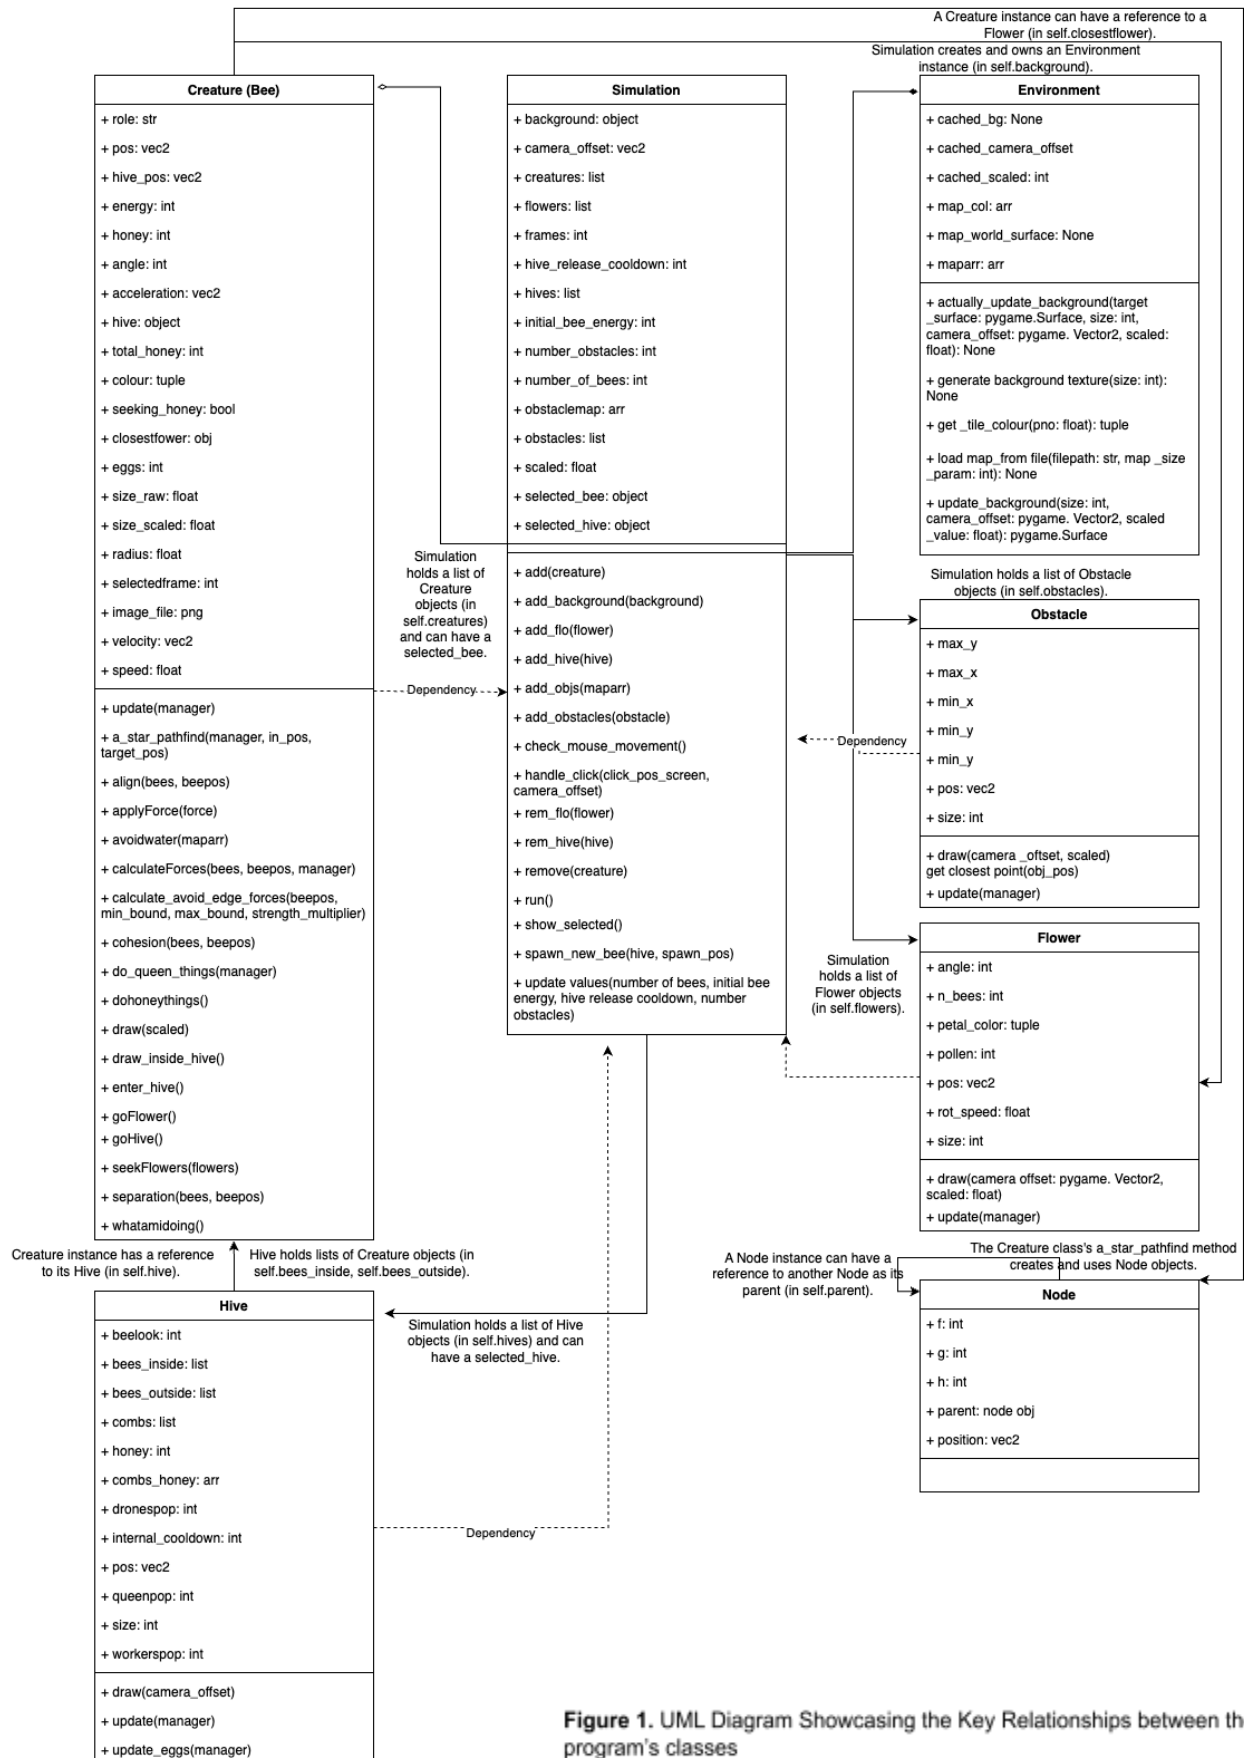 A Creature instance can have a reference to a
Flower (in self.closestflower).
Simulation creates and owns an Environment
instance (in self.background).
Creature (Bee)
+ role: str
+ pos: vec2
+ hive_pos: vec2
+ energy: int
+ honey: int
+ angle: int
+ acceleration: vec2
+ hive: object
+ total_honey: int
+ colour: tuple
+ seeking_honey: bool
+ closestfower: obj
+ eggs: int
+ size_raw: float
+ size_scaled: float
+ radius: float
+ selectedframe: int
+ image_file: png
+ velocity: vec2
+ speed: float
+ update(manager)
+ a_star_pathfind(manager, in_pos,
target_pos)
+ align(bees, beepos)
+ applyForce(force)
+ avoidwater(maparr)
+ calculateForces(bees, beepos, manager)
+ calculate_avoid_edge_forces(beepos,
min_bound, max_bound, strength_multiplier)
+ cohesion(bees, beepos)
+ do_queen_things(manager)
+ dohoneythings()
+ draw(scaled)
+ draw_inside_hive()
+ enter_hive()
+ goFlower()
+ goHive()
+ seekFlowers(flowers)
+ separation(bees, beepos)
+ whatamidoing()
Simulation
holds a list of
Creature
objects (in
self.creatures)
and can have a
selected_bee.
Dependency
Simulation
+ background: object
+ camera_offset: vec2
+ creatures: list
+ flowers: list
+ frames: int
+ hive_release_cooldown: int
+ hives: list
+ initial_bee_energy: int
+ number_obstacles: int
+ number_of_bees: int
+ obstaclemap: arr
+ obstacles: list
+ scaled: float
+ selected_bee: object
+ selected_hive: object
+ add(creature)
+ add_background(background)
+ add_flo(flower)
+ add_hive(hive)
+ add_objs(maparr)
+ add_obstacles(obstacle)
+ check_mouse_movement()
+ handle_click(click_pos_screen,
camera_offset)
+ rem_flo(flower)
+ rem_hive(hive)
+ remove(creature)
+ run()
+ show_selected()
+ spawn_new_bee(hive, spawn_pos)
+ update values(number of bees, initial bee
energy, hive release cooldown, number
obstacles)
Environment
+ cached_bg: None
+ cached_camera_offset
+ cached_scaled: int
+ map_col: arr
+ map_world_surface: None
+ maparr: arr
+ actually_update_background(target
_surface: pygame.Surface, size: int,
camera_offset: pygame. Vector2, scaled:
float): None
+ generate background texture(size: int):
None
+ get _tile_colour(pno: float): tuple
+ load map_from file(filepath: str, map _size
_param: int): None
+ update_background(size: int,
camera_offset: pygame. Vector2, scaled
_value: float): pygame.Surface
Simulation holds a list of Obstacle
objects (in self.obstacles).
Obstacle
+ max_y
+ max_x
+ min_x
+ min_y
+ min_y
+ pos: vec2
+ size: int
+ draw(camera _oftset, scaled)
get closest point(obj_pos)
+ update(manager)
Dependency
Simulation
holds a list of
Flower objects
(in self.flowers).
Flower
+ angle: int
+ n_bees: int
+ petal_color: tuple
+ pollen: int
+ pos: vec2
+ rot_speed: float
+ size: int
+ draw(camera offset: pygame. Vector2,
scaled: float)
+ update(manager)
Creature instance has a reference
to its Hive (in self.hive).
Hive holds lists of Creature objects (in
self.bees_inside, self.bees_outside).
A Node instance can have a
reference to another Node as its
parent (in self.parent).
The Creature class's a_star_pathfind method
creates and uses Node objects.
Hive
+ beelook: int
+ bees_inside: list
+ bees_outside: list
+ combs: list
+ honey: int
+ combs_honey: arr
+ dronespop: int
+ internal_cooldown: int
+ pos: vec2
+ queenpop: int
+ size: int
+ workerspop: int
+ draw(camera_offset)
+ update(manager)
+ update_eggs(manager)
Simulation holds a list of Hive
objects (in self.hives) and can
have a selected_hive.
Dependency
Node
+ f: int
+ g: int
+ h: int
+ parent: node obj
+ position: vec2
Figure 1. UML Diagram Showcasing the Key Relationships between th
program's classes